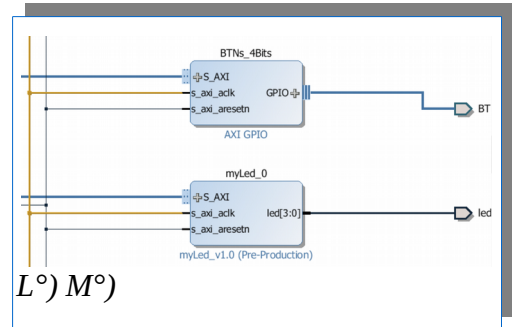 BTNs_4Bits
S_AXI
s_axi_aclk
GPIO
s_axi_aresetn
BT
AXI GPIO
myLed_0
S_AXI
s_axi_aclk
led[3:0]
s_axi_aresetn
led
myLed_v1.0 (Pre-Production)
L°) M°)